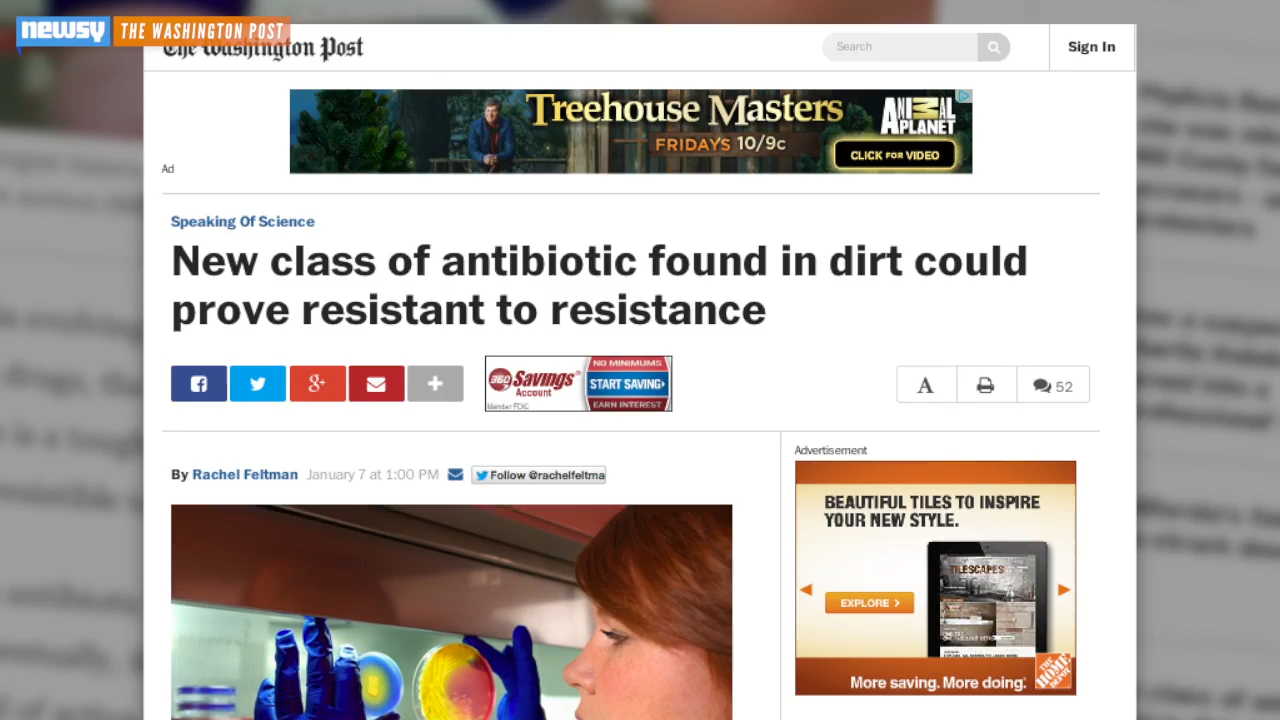 newsy THE WASHINGTON POST
The Washington Post
Search
Sign In
Treehouse Masters
FRIDAYS 10/9c
ANIMAL PLANET
CLICK FOR VIDEO
Ad
Speaking Of Science
New class of antibiotic found in dirt could
prove resistant to resistance
360 Savings Account
Member FDIC
NO MINIMUMS
START SAVING
EARN INTEREST
A
52
By Rachel Feltman January 7 at 1:00 PM Follow @rachelfeltma
Advertisement
BEAUTIFUL TILES TO INSPIRE
YOUR NEW STYLE.
TILESCAPES
EXPLORE
More saving. More doing.
THE HOME DEPOT